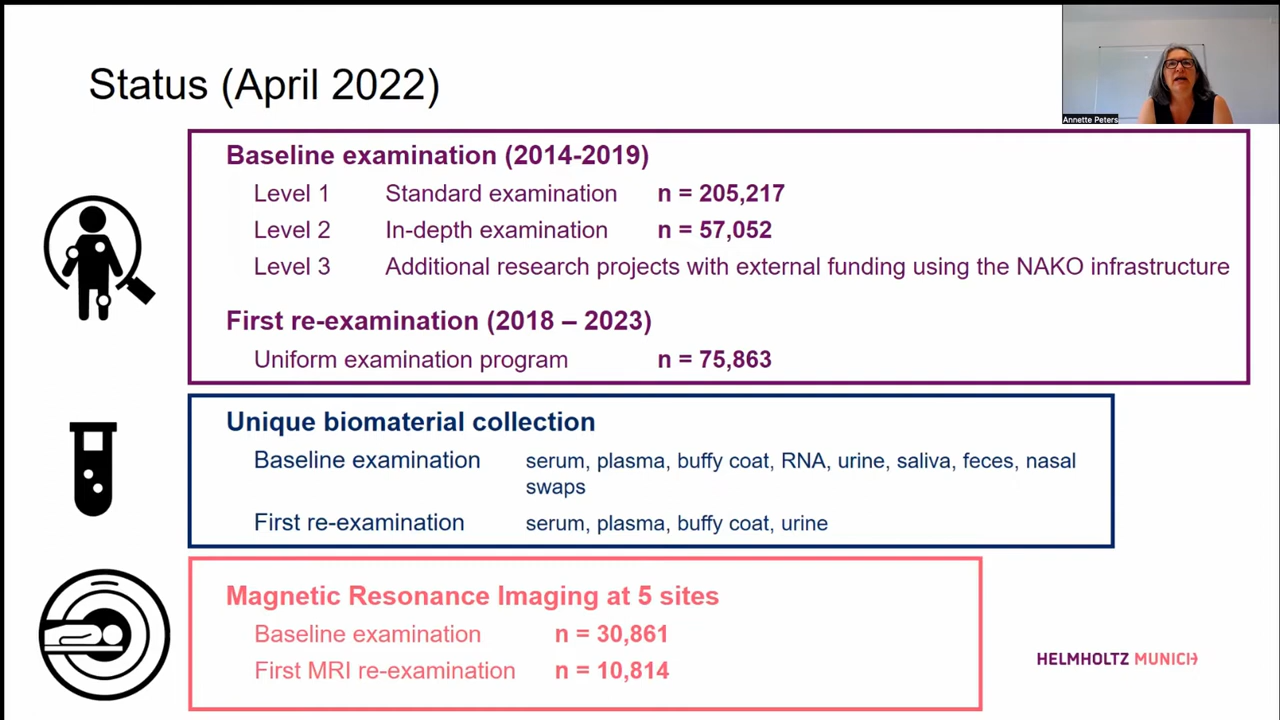 Status (April 2022)
Annette Peters
Baseline examination (2014-2019)
Level 1 Standard examination n = 205,217
Level 2 In-depth examination n = 57,052
Level 3 Additional research projects with external funding using the NAKO infrastructure
First re-examination (2018 – 2023)
Uniform examination program n = 75,863
Unique biomaterial collection
Baseline examination serum, plasma, buffy coat, RNA, urine, saliva, feces, nasal
swaps
First re-examination serum, plasma, buffy coat, urine
Magnetic Resonance Imaging at 5 sites
Baseline examination n = 30,861
First MRI re-examination n = 10,814
HELMHOLTZ MUNICH